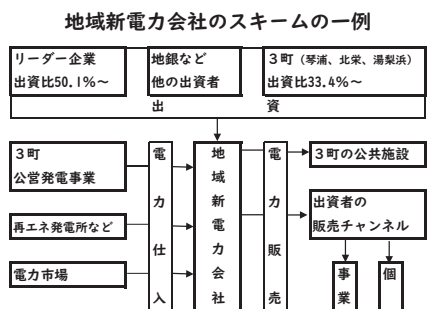 地域新電力会社のスキームの一例
リーダー企業
出資比50.1%～
地銀など
他の出資者
3町（琴浦、北栄、湯梨浜）
出資比33.4%～
出　資
3町
公営発電事業
再エネ発電所など
電力市場
電力仕入
地域新電力会社
電力販売
3町の公共施設
出資者の
販売チャンネル
事業
個